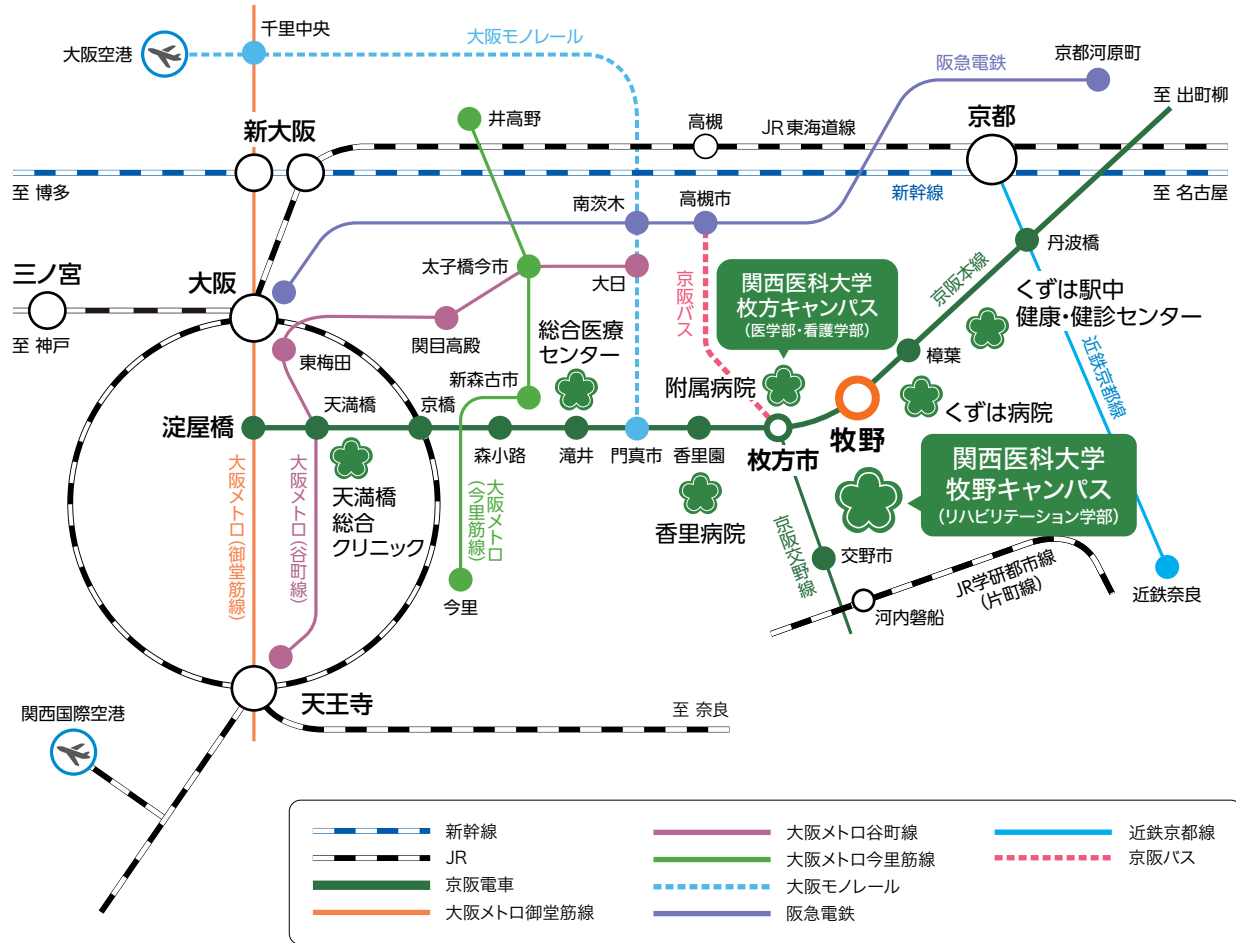 千里中央
大阪空港
大阪モノレール
京都河原町
阪急電鉄
至 出町柳
井高野
高槻
JR東海道線
京都
新大阪
至 博多
新幹線
至 名古屋
南茨木
高槻市
丹波橋
三ノ宮
大阪
太子橋今市
大日
京阪バス
関西医科大学
枚方キャンパス
(医学部・看護学部)
京阪本線
くずは駅中
健康・健診センター
至 神戸
東梅田
関目高殿
総合医療
センター
樟葉
近鉄京都線
新森古市
附属病院
くずは病院
淀屋橋
天満橋
京橋
森小路
滝井
門真市
香里園
枚方市
牧野
関西医科大学
牧野キャンパス
(リハビリテーション学部)
大阪メトロ(御堂筋線)
大阪メトロ(谷町線)
天満橋
総合
クリニック
大阪メトロ
(今里筋線)
香里病院
京阪交野線
交野市
今里
河内磐船
JR学研都市線
(片町線)
近鉄奈良
天王寺
至 奈良
関西国際空港
新幹線
JR
京阪電車
大阪メトロ御堂筋線
大阪メトロ谷町線
大阪メトロ今里筋線
大阪モノレール
阪急電鉄
近鉄京都線
京阪バス